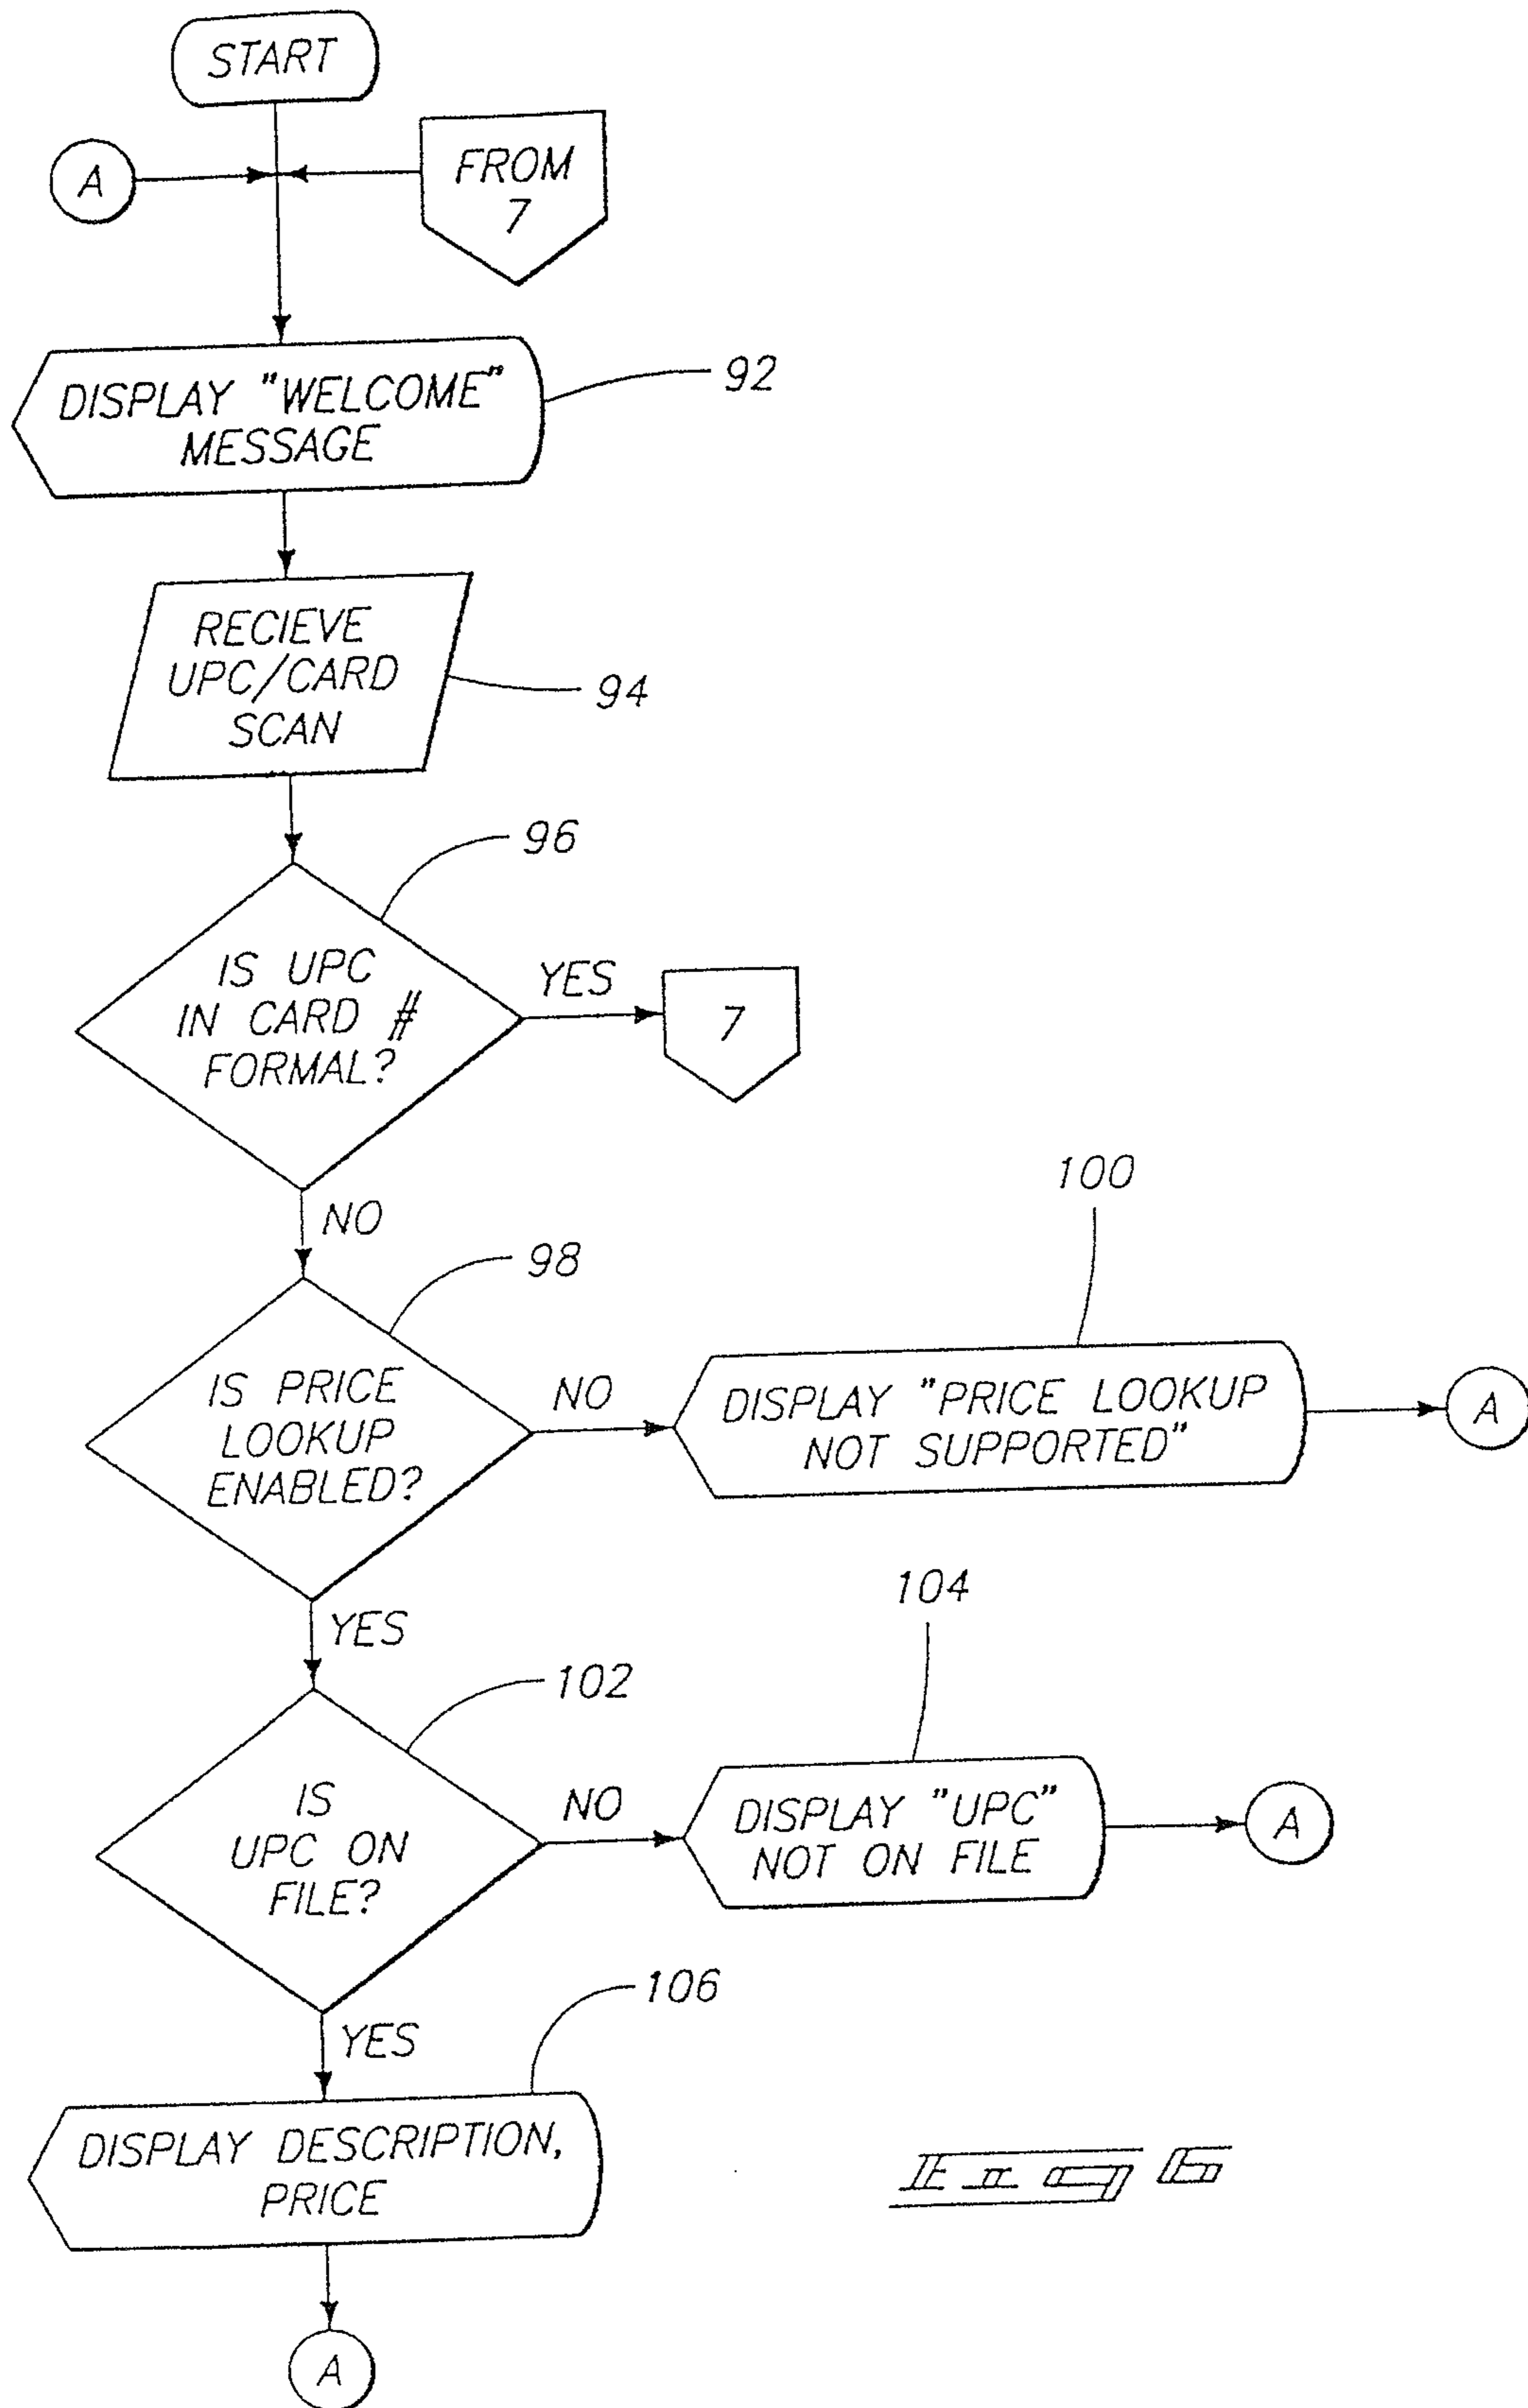 START
A
FROM
7
DISPLAY "WELCOME"
MESSAGE
92
RECIEVE
UPC/CARD
SCAN
94
96
IS UPC
IN CARD #
FORMAL?
YES
7
NO
98
100
IS PRICE
LOOKUP
ENABLED?
NO
DISPLAY "PRICE LOOKUP
NOT SUPPORTED"
A
YES
102
104
IS
UPC ON
FILE?
NO
DISPLAY "UPC"
NOT ON FILE
A
YES
106
DISPLAY DESCRIPTION,
PRICE
Fig 6
A